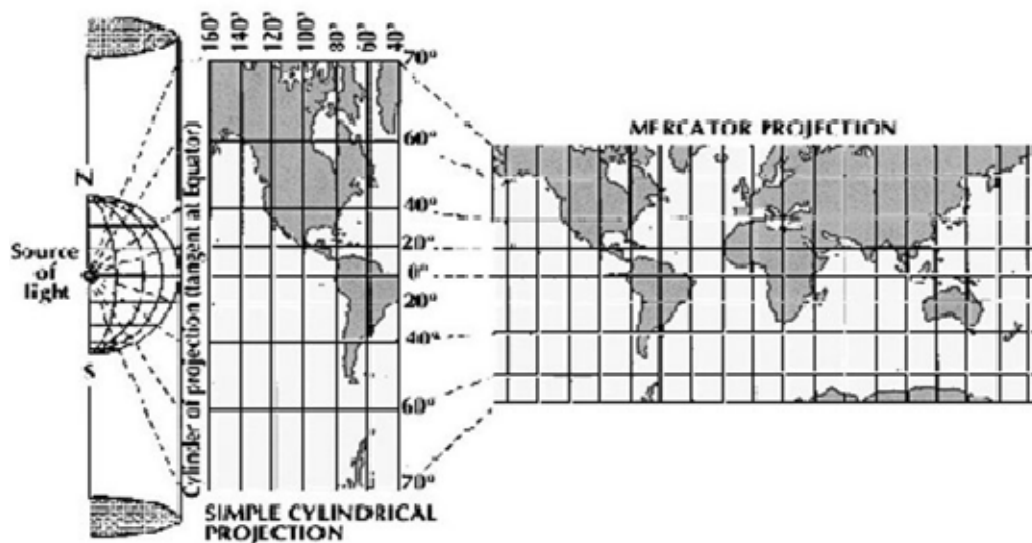 160°
140°
120°
100°
80°
60°
40°
70°
60°
40°
20°
0°
20°
40°
60°
70°
N
Source
of
light
S
Cylinder of projection (tangent at Equator)
SIMPLE CYLINDRICAL
PROJECTION
MERCATOR PROJECTION